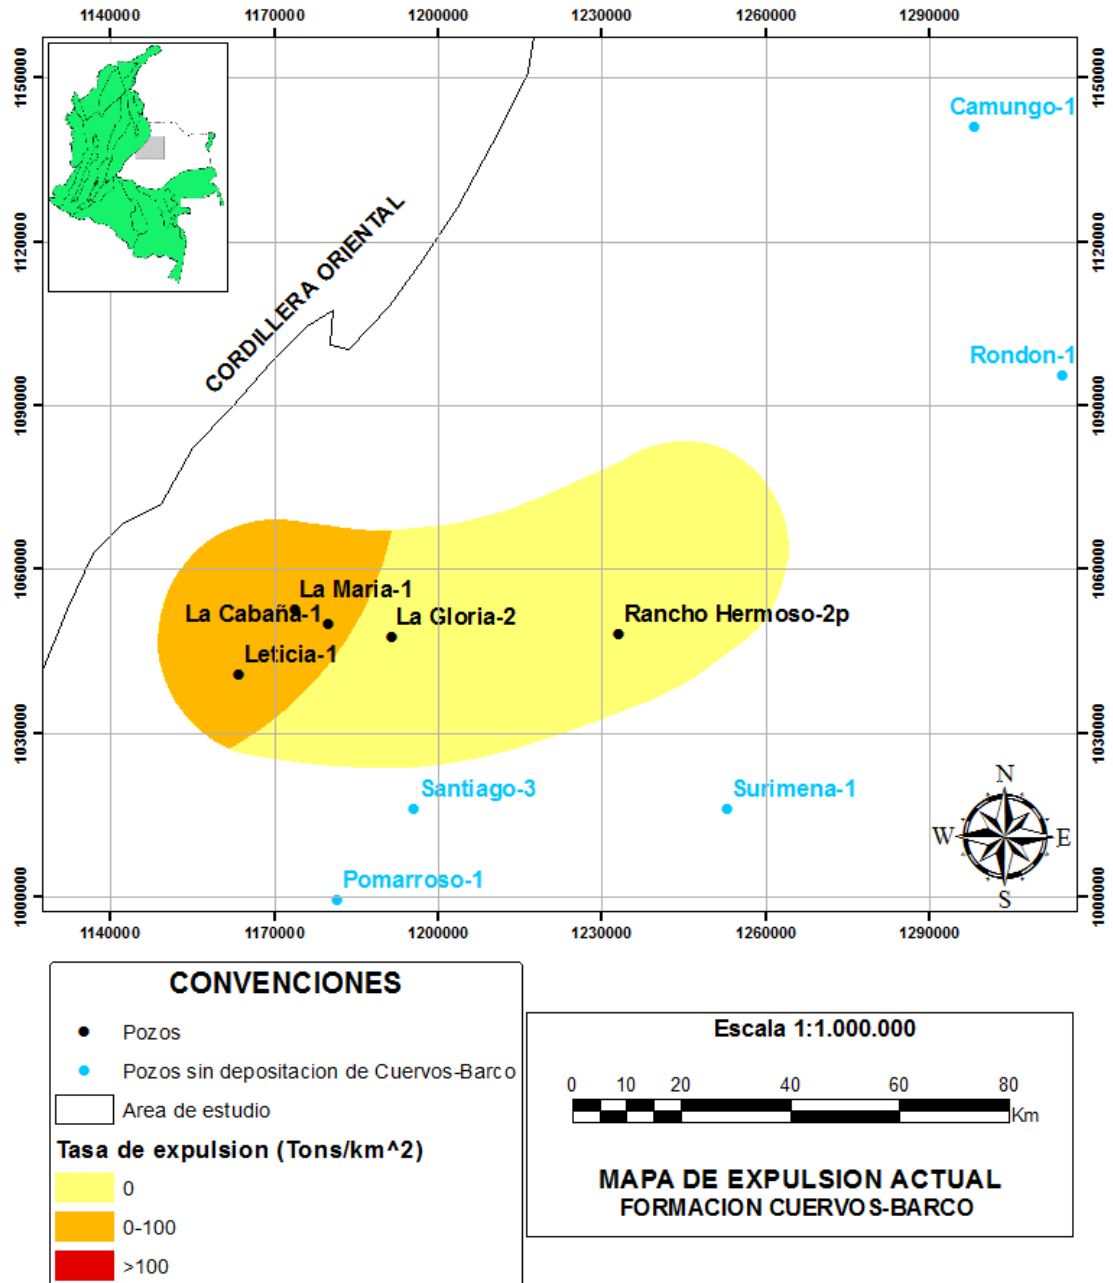 1140000 1170000 1200000 1230000 1260000 1290000
1150000 1150000
Camungo-1
1120000 1120000
CORDILLERA ORIENTAL
Rondon-1
1090000 1090000
1060000 1060000
La Maria-1
La Cabaña-1
La Gloria-2
Rancho Hermoso-2p
Leticia-1
1030000 1030000
Santiago-3
Surimena-1
N
W E
S
Pomarroso-1
1000000 1000000
1140000 1170000 1200000 1230000 1260000 1290000
CONVENCIONES
Pozos
Pozos sin depositacion de Cuervos-Barco
Area de estudio
Tasa de expulsion (Tons/km^2)
0
0-100
>100
Escala 1:1.000.000
0 10 20 40 60 80
Km
MAPA DE EXPULSION ACTUAL
FORMACION CUERVOS-BARCO